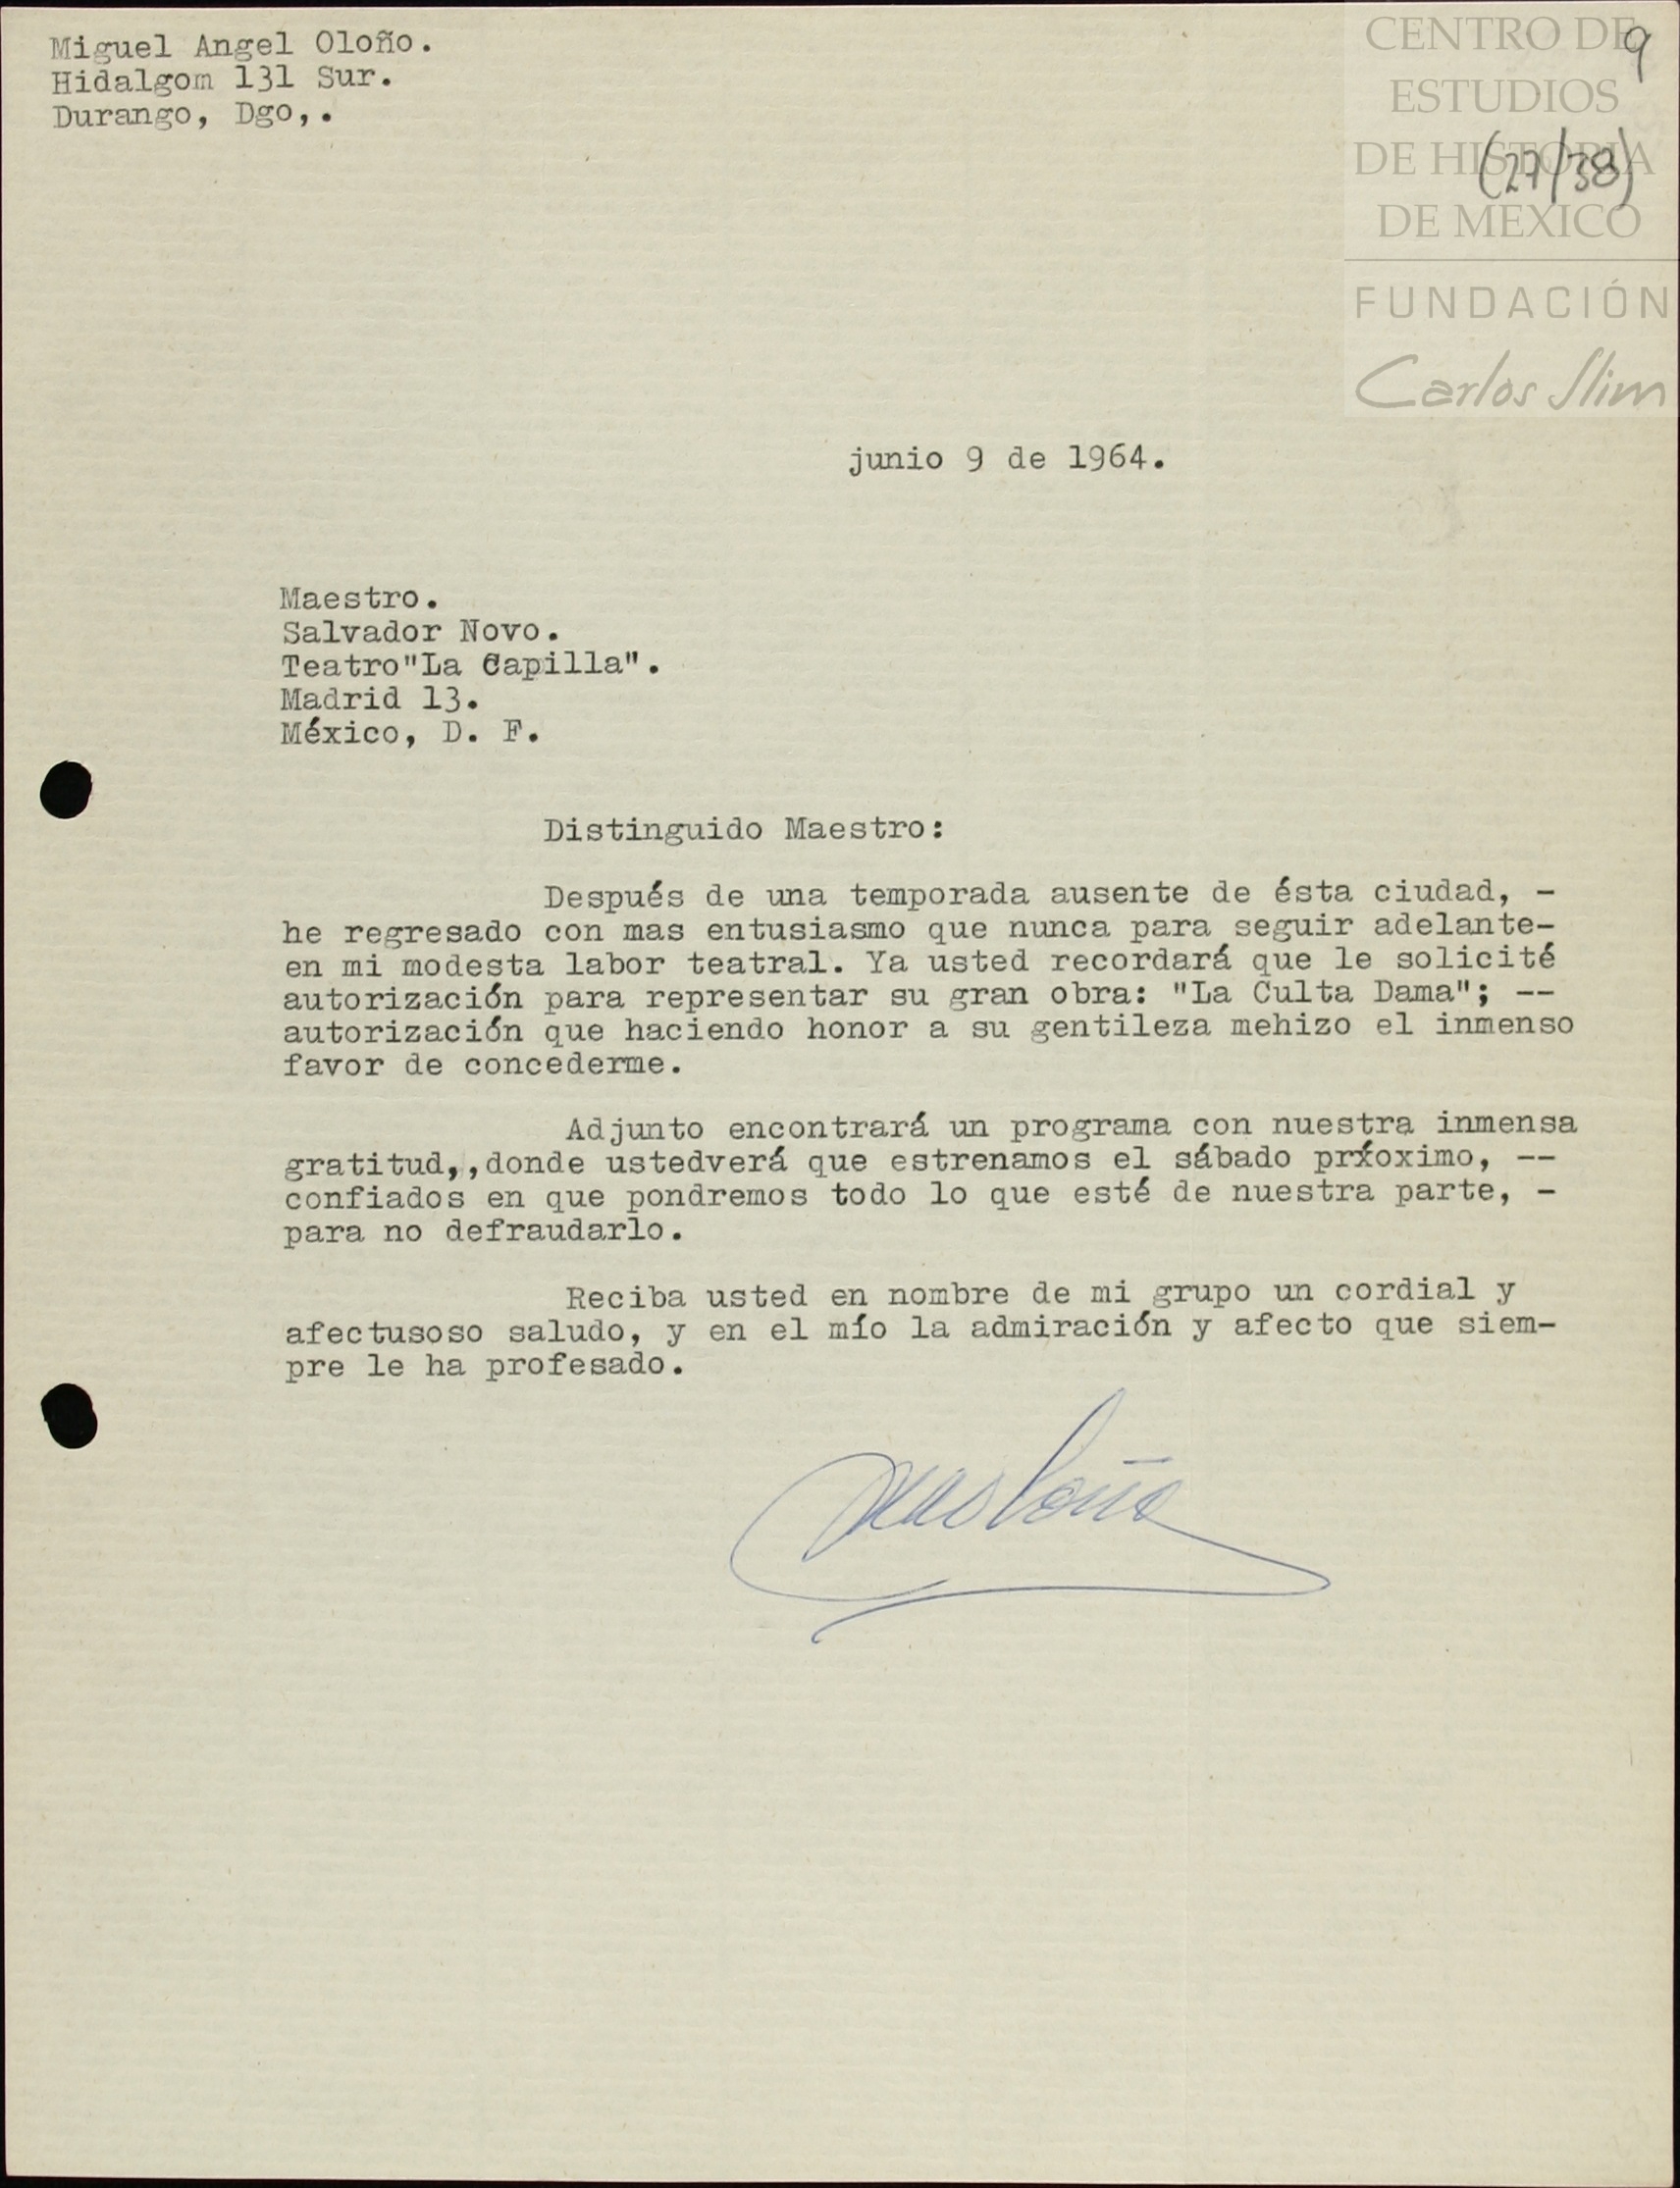 Miguel Angel Oloño.
Hidalgom 131 Sur.
Durango, Dgo,.
CENTRO DE
ESTUDIOS
DE HISTORIA
DE MEXICO
FUNDACIÓN
Carlos Slim
9
(27/38)
junio 9 de 1964.
Maestro.
Salvador Novo.
Teatro"La Capilla".
Madrid 13.
México, D. F.
Distinguido Maestro:
Después de una temporada ausente de ésta ciudad, -
he regresado con mas entusiasmo que nunca para seguir adelante-
en mi modesta labor teatral. Ya usted recordará que le solicité
autorización para representar su gran obra: "La Culta Dama"; --
autorización que haciendo honor a su gentileza mehizo el inmenso
favor de concederme.
Adjunto encontrará un programa con nuestra inmensa
gratitud,,donde ustedverá que estrenamos el sábado prxóximo, --
confiados en que pondremos todo lo que esté de nuestra parte, -
para no defraudarlo.
Reciba usted en nombre de mi grupo un cordial y
afectusoso saludo, y en el mío la admiración y afecto que siem-
pre le ha profesado.